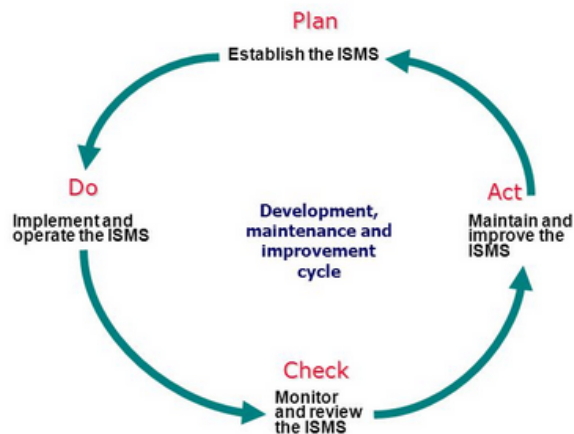 Plan
Establish the ISMS
Do
Implement and
operate the ISMS
Development,
maintenance and
improvement
cycle
Act
Maintain and
improve the
ISMS
Check
Monitor
and review
the ISMS